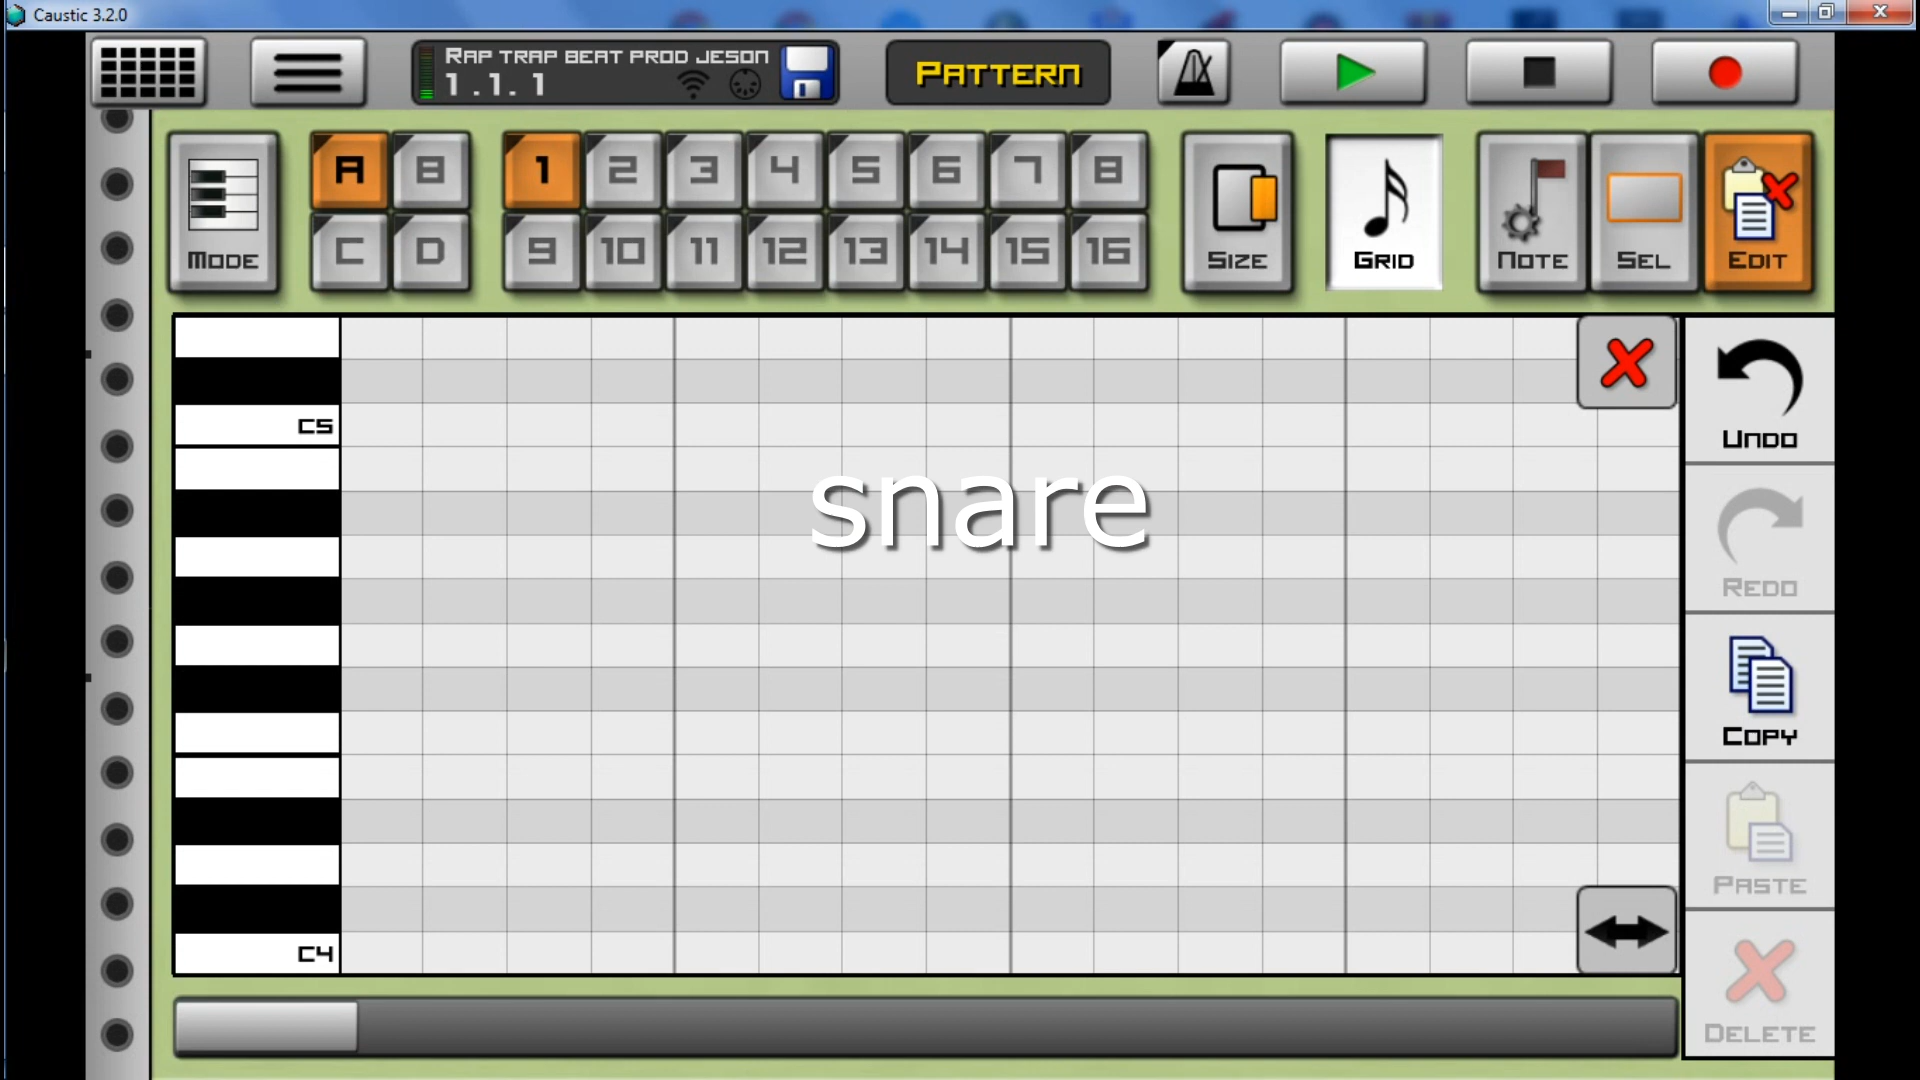 Caustic 3.2.0
Rap trap beat prod jeson
1.1. 1
Pattern
Mode
A B
C D
1 2 3 4 5 6 7 8
9 10 11 12 13 14 15 16
Size
Grid
Note
Sel
Edit
C5
snare
C4
Undo
Redo
Copy
Paste
Delete